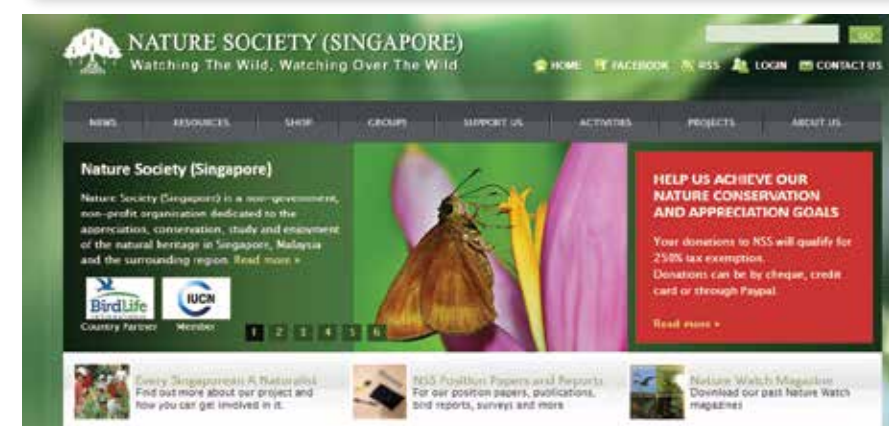 GO
NATURE SOCIETY (SINGAPORE)
Watching The Wild, Watching Over The Wild
HOME FACEBOOK RSS LOGIN CONTACT US
NEWS RESOURCES SHOP GROUPS SUPPORT US ACTIVITIES PROJECTS ABOUT US
Nature Society (Singapore)
Nature Society (Singapore) is a non-government,
non-profit organisation dedicated to the
appreciation, conservation, study and enjoyment
of the natural heritage in Singapore, Malaysia
and the surrounding region. Read more »
BirdLife
INTERNATIONAL
Country Partner
IUCN
Member
1 2 3 4 5 6
HELP US ACHIEVE OUR
NATURE CONSERVATION
AND APPRECIATION GOALS
Your donations to NSS will qualify for
250% tax exemption.
Donations can be by cheque, credit
card or through Paypal.
Read more »
Every Singaporean A Naturalist
Find out more about our project and
how you can get involved in it.
NSS Position Papers and Reports
For our position papers, publications,
bird reports, surveys and more
Nature Watch Magazine
Download our past Nature Watch
magazines